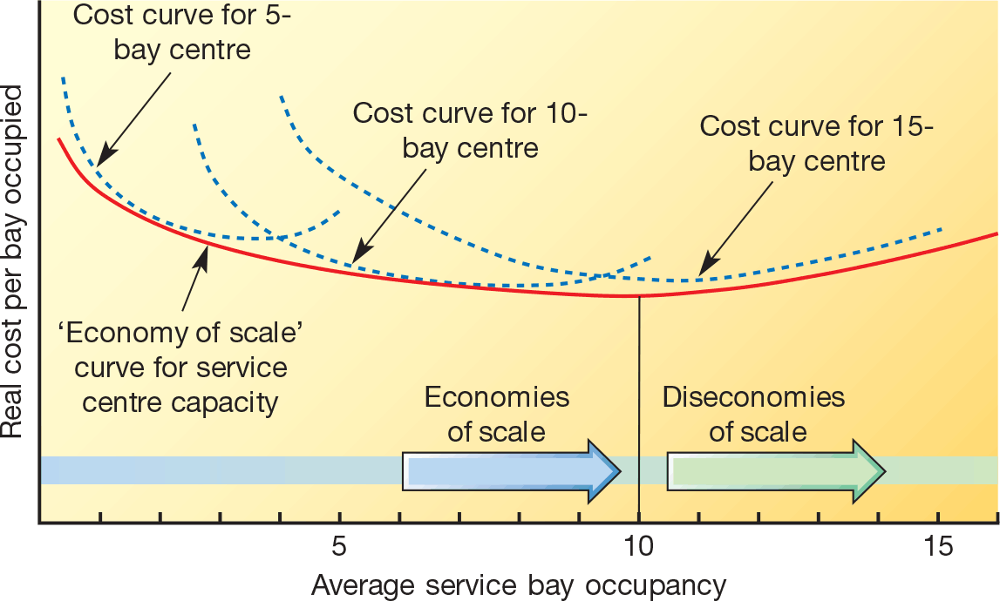 Cost curve for 5-
bay centre
Cost curve for 10-
bay centre
Cost curve for 15-
bay centre
Real cost per bay occupied
‘Economy of scale’
curve for service
centre capacity
Economies
of scale
Diseconomies
of scale
5
10
15
Average service bay occupancy